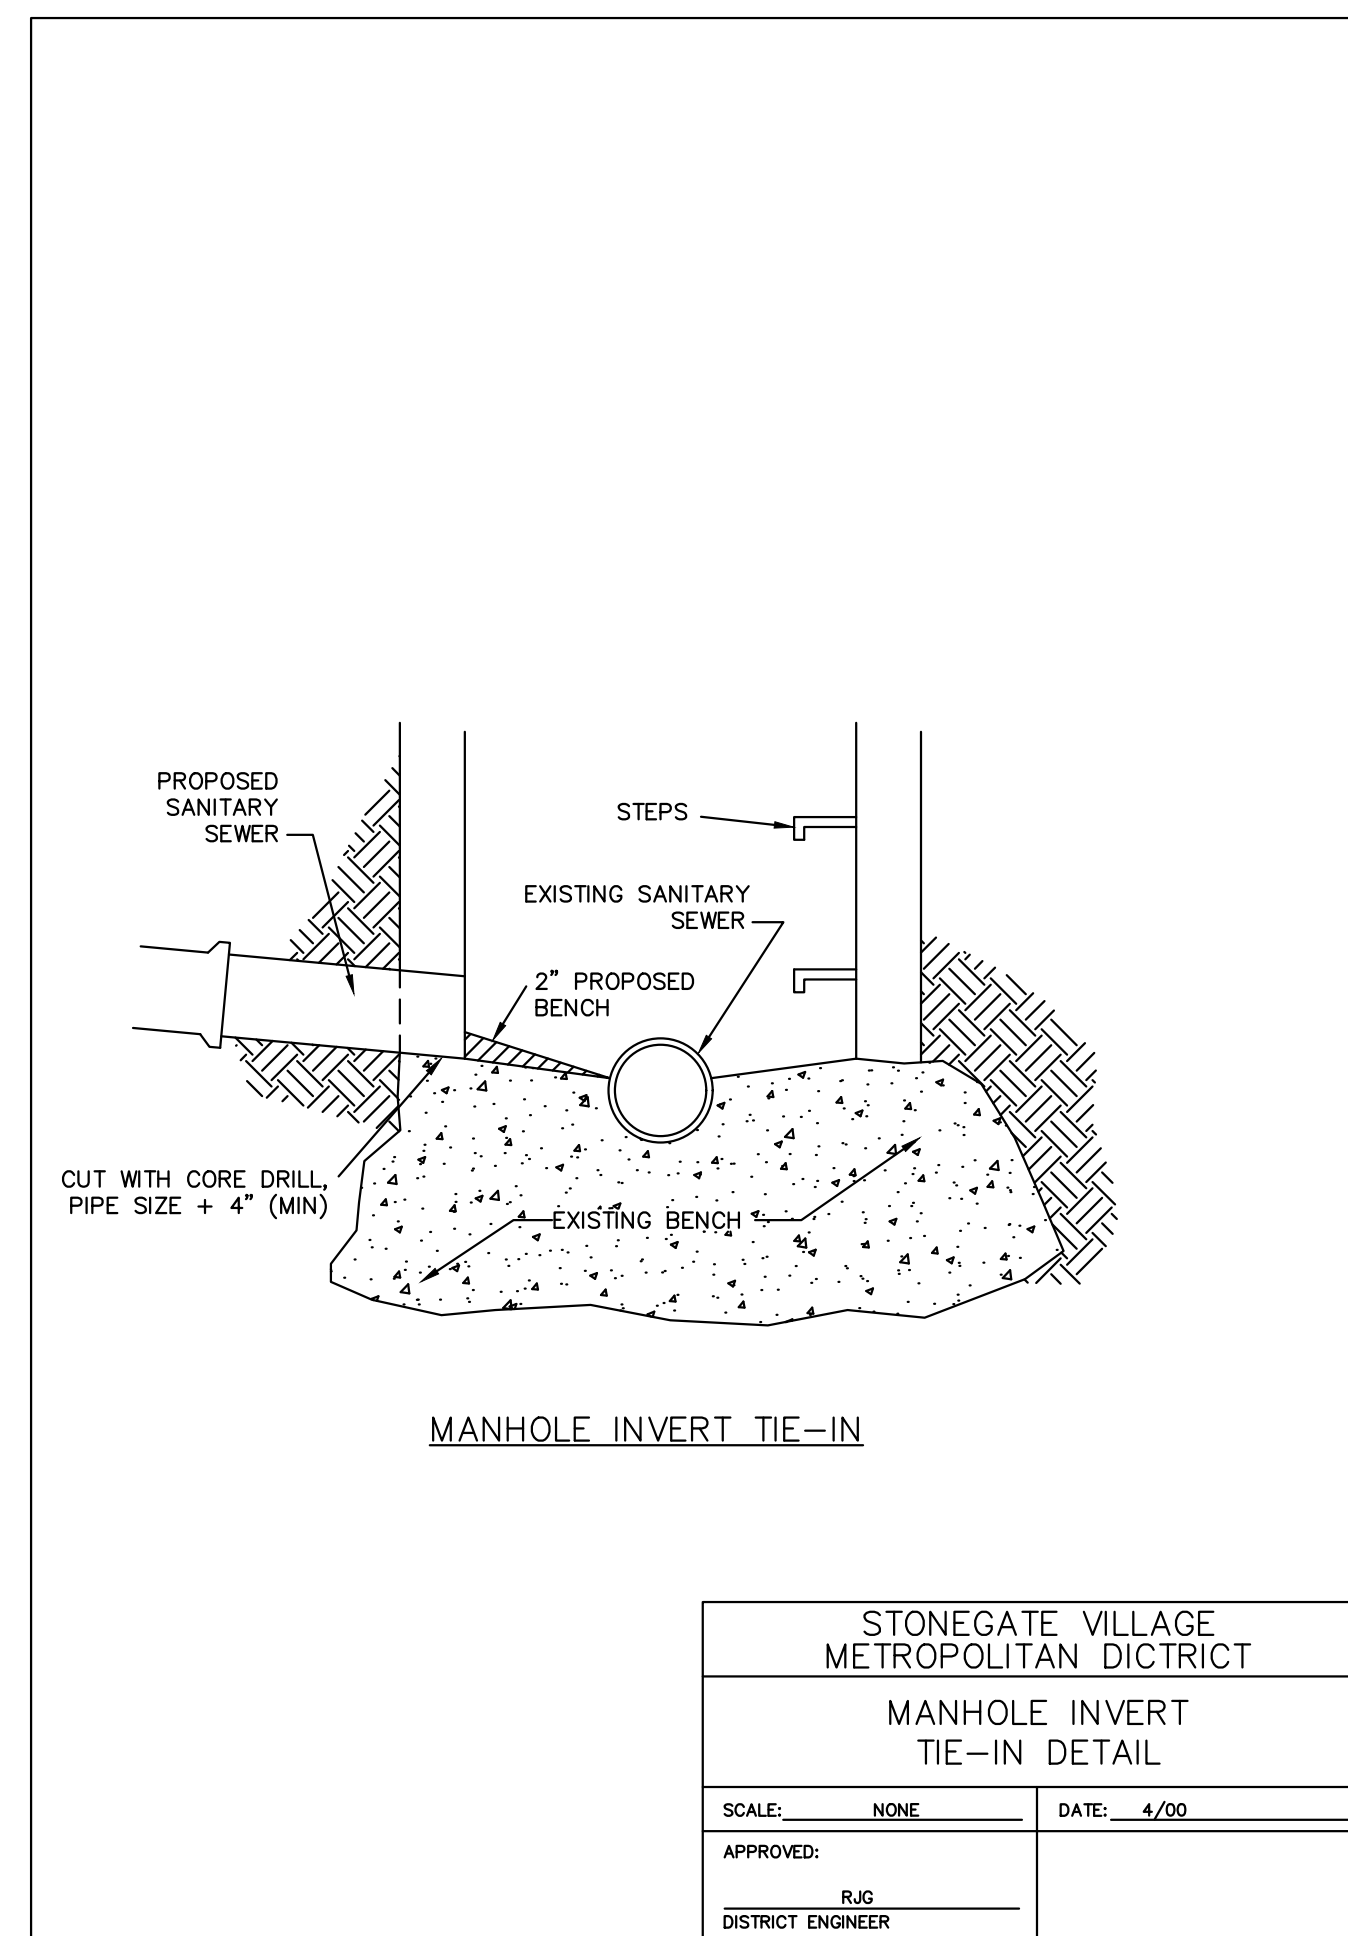 PROPOSED
SANITARY
SEWER
STEPS
EXISTING SANITARY
SEWER
2" PROPOSED
BENCH
CUT WITH CORE DRILL,
PIPE SIZE + 4" (MIN)
EXISTING BENCH
MANHOLE INVERT TIE-IN
STONEGATE VILLAGE
METROPOLITAN DICTRICT
MANHOLE INVERT
TIE-IN DETAIL
SCALE: NONE
DATE: 4/00
APPROVED:
RJG
DISTRICT ENGINEER